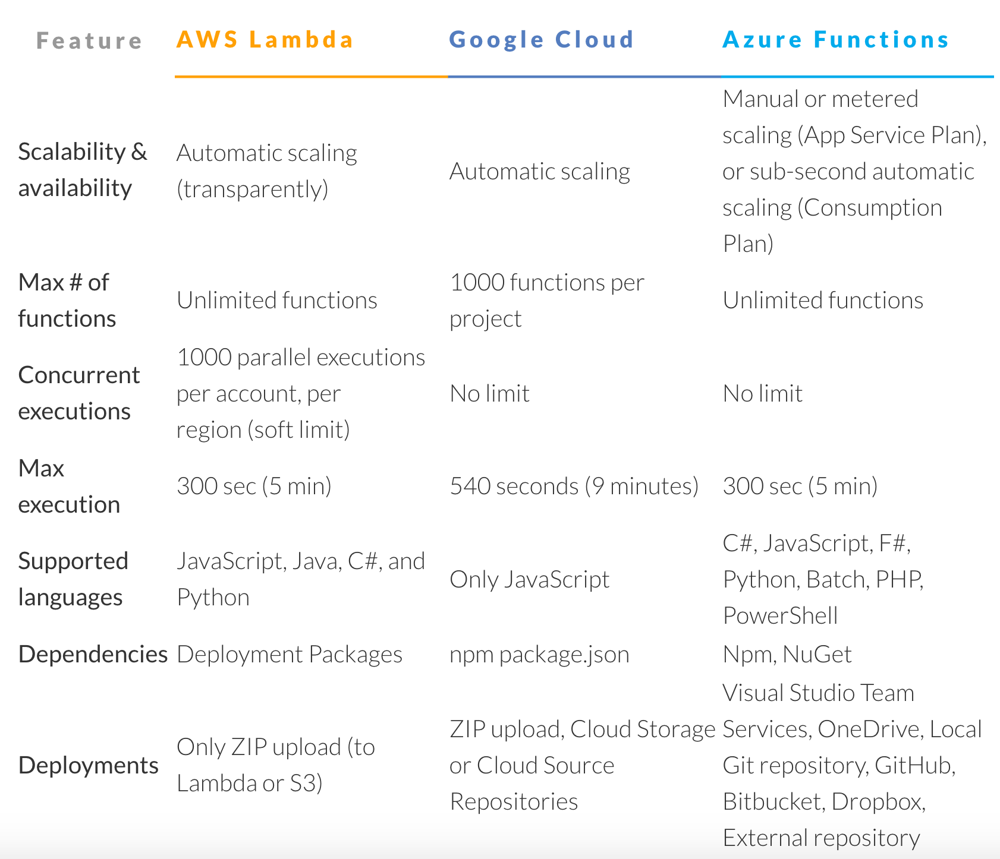 Feature
AWS Lambda
Google Cloud
Azure Functions
Scalability &
availability
Automatic scaling
(transparently)
Automatic scaling
Manual or metered
scaling (App Service Plan),
or sub-second automatic
scaling (Consumption
Plan)
Max # of
functions
Unlimited functions
1000 functions per
project
Unlimited functions
Concurrent
executions
1000 parallel executions
per account, per
region (soft limit)
No limit
No limit
Max
execution
300 sec (5 min)
540 seconds (9 minutes)
300 sec (5 min)
Supported
languages
JavaScript, Java, C#, and
Python
Only JavaScript
C#, JavaScript, F#,
Python, Batch, PHP,
PowerShell
Dependencies
Deployment Packages
npm package.json
Npm, NuGet
Deployments
Only ZIP upload (to
Lambda or S3)
ZIP upload, Cloud Storage
or Cloud Source
Repositories
Visual Studio Team
Services, OneDrive, Local
Git repository, GitHub,
Bitbucket, Dropbox,
External repository